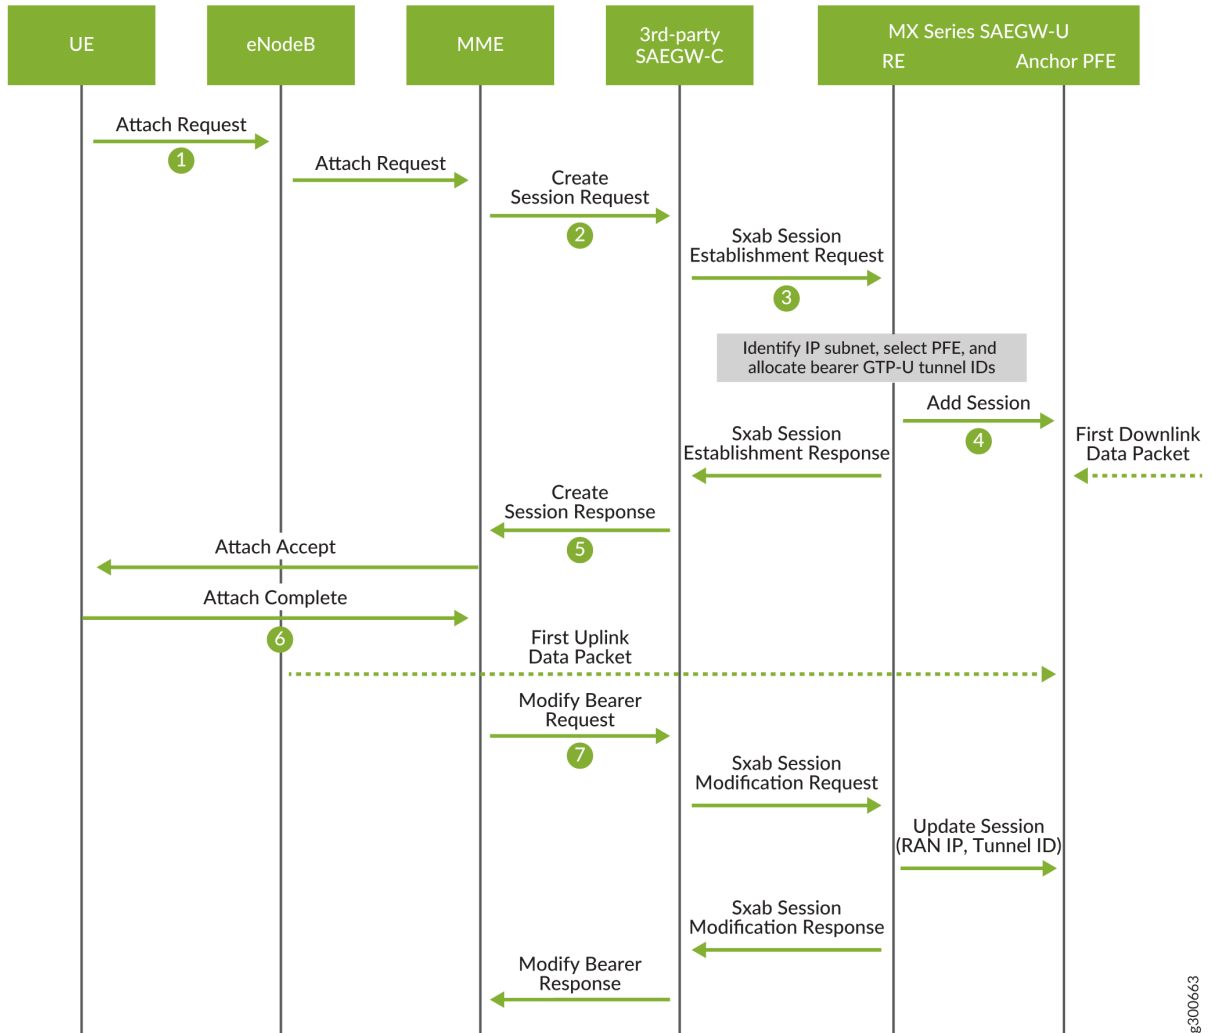 UE
eNodeB
MME
3rd-party
SAEGW-C
MX Series SAEGW-U
RE
Anchor PFE
Attach Request
1
Attach Request
Create
Session Request
2
Sxab Session
Establishment Request
3
Identify IP subnet, select PFE, and
allocate bearer GTP-U tunnel IDs
Add Session
4
First Downlink
Data Packet
Sxab Session
Establishment Response
Create
Session Response
5
Attach Accept
Attach Complete
6
First Uplink
Data Packet
Modify Bearer
Request
7
Sxab Session
Modification Request
Update Session
(RAN IP, Tunnel ID)
Sxab Session
Modification Response
Modify Bearer
Response
g300663